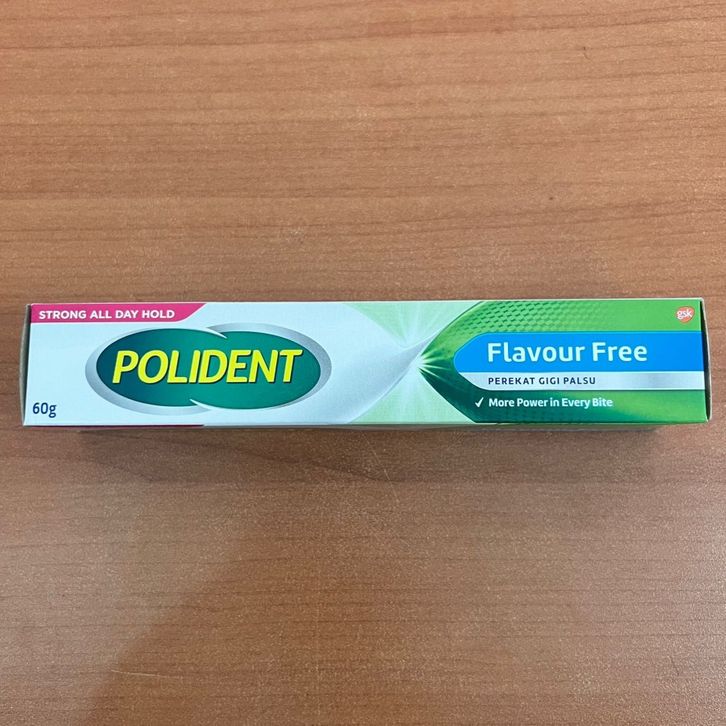 STRONG ALL DAY HOLD
POLIDENT
60g
gsk
Flavour Free
PEREKAT GIGI PALSU
✓ More Power in Every Bite